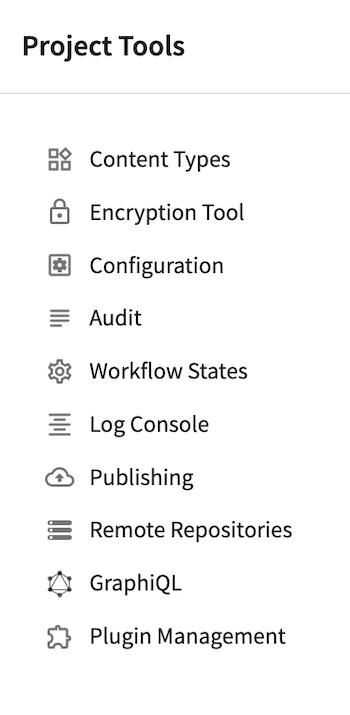 Project Tools
Content Types
Encryption Tool
Configuration
Audit
Workflow States
Log Console
Publishing
Remote Repositories
GraphiQL
Plugin Management